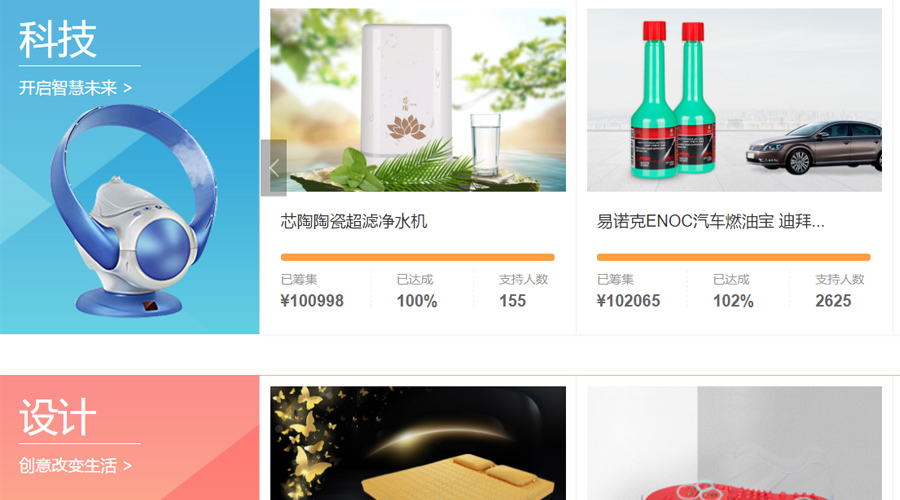 科技
开启智慧未来 >
芯陶
芯陶陶瓷超滤净水机
已筹集
已达成
支持人数
¥100998
100%
155
易诺克ENOC汽车燃油宝 迪拜...
已筹集
已达成
支持人数
¥102065
102%
2625
设计
创意改变生活 >